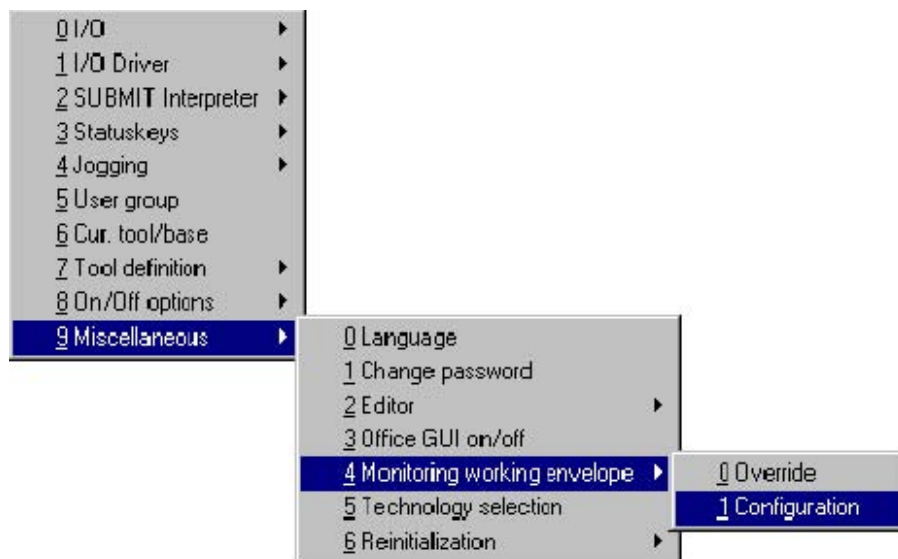 0 I/O
1 I/O Driver
2 SUBMIT Interpreter
3 Statuskeys
4 Jogging
5 User group
6 Cur. tool/base
7 Tool definition
8 On/Off options
9 Miscellaneous
0 Language
1 Change password
2 Editor
3 Office GUI on/off
4 Monitoring working envelope
5 Technology selection
6 Reinitialization
0 Override
1 Configuration